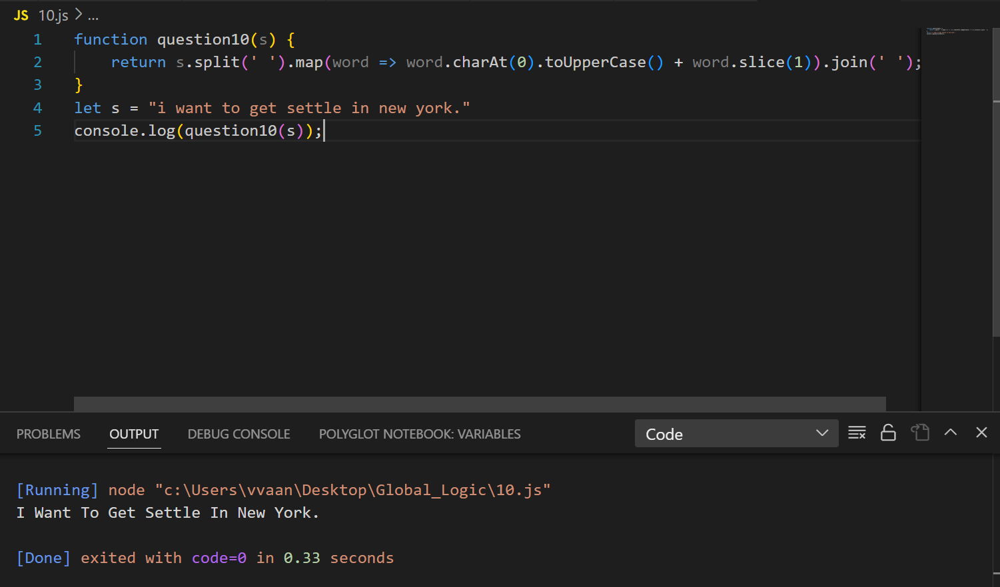 JS 10.js > ...
1 function question10(s) {
2 return s.split(' ').map(word => word.charAt(0).toUpperCase() + word.slice(1)).join(' ');
3 }
4 let s = "i want to get settle in new york."
5 console.log(question10(s));
PROBLEMS OUTPUT DEBUG CONSOLE POLYGLOT NOTEBOOK: VARIABLES Code
[Running] node "c:\Users\vvaan\Desktop\Global_Logic\10.js"
I Want To Get Settle In New York.
[Done] exited with code=0 in 0.33 seconds